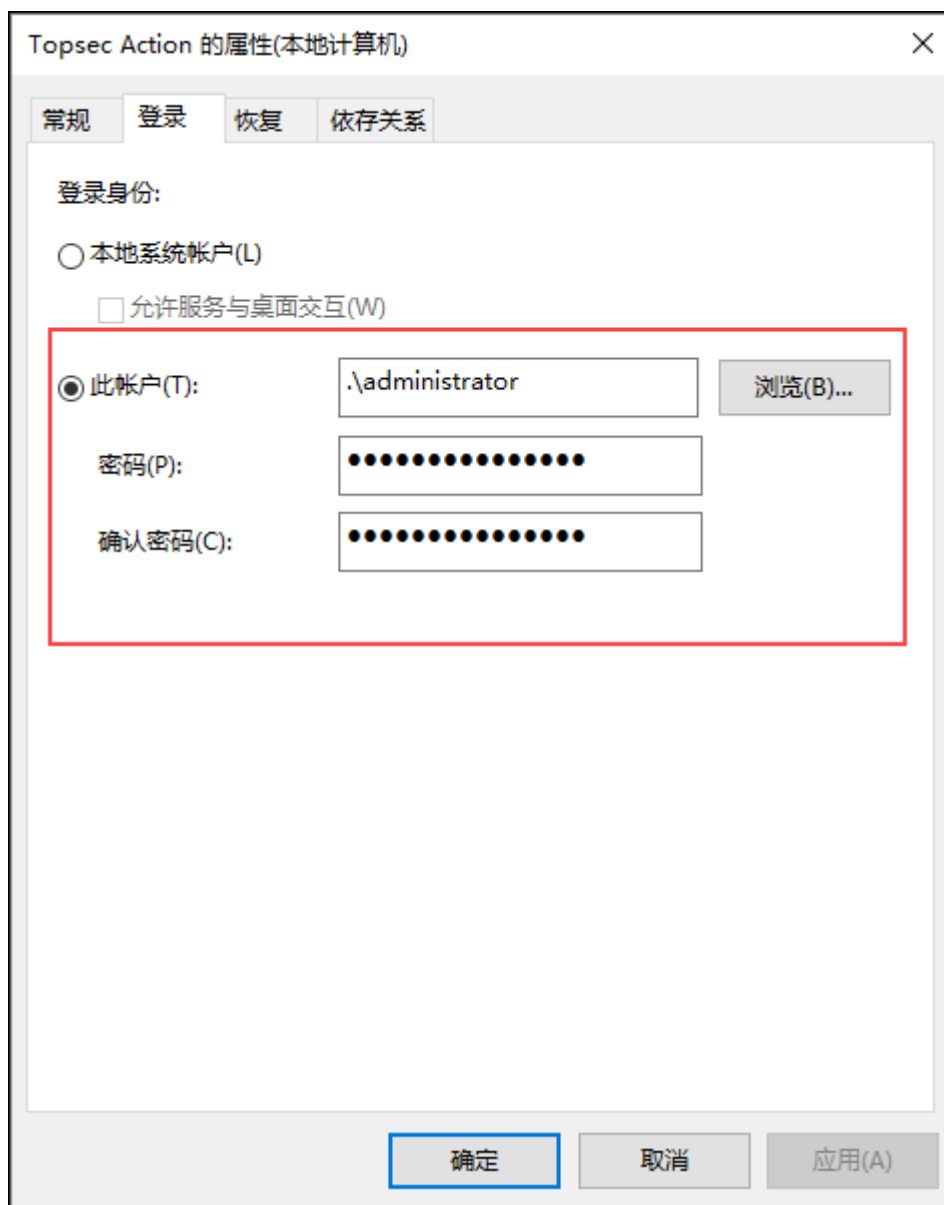 Topsec Action 的属性(本地计算机)
常规 登录 恢复 依存关系
登录身份:
本地系统帐户(L)
允许服务与桌面交互(W)
此帐户(T): .\administrator 浏览(B)...
密码(P): ●●●●●●●●●●●●●●●
确认密码(C): ●●●●●●●●●●●●●●●
确定 取消 应用(A)